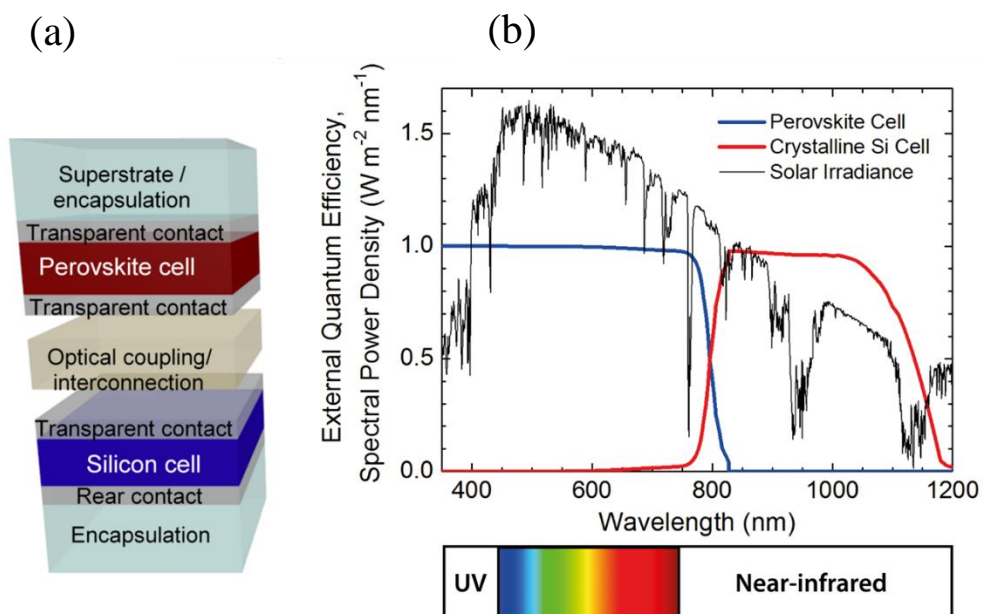 (a)
(b)
Superstrate /
encapsulation
Transparent contact
Perovskite cell
Transparent contact
Optical coupling/
interconnection
Transparent contact
Silicon cell
Rear contact
Encapsulation
External Quantum Efficiency,
Spectral Power Density (W m-2 nm-1)
1.5
1.0
0.5
0.0
Perovskite Cell
Crystalline Si Cell
Solar Irradiance
400 600 800 1000 1200
Wavelength (nm)
UV
Near-infrared